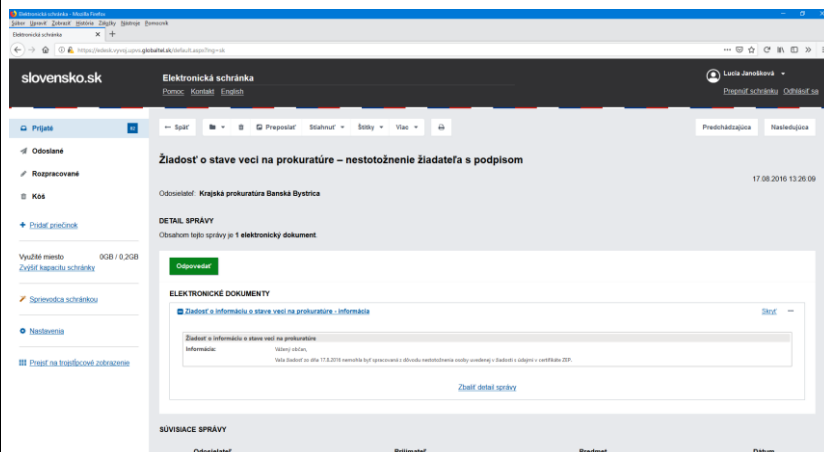 Elektronická schránka - Mozilla Firefox
Súbor Upraviť Zobraziť História Záložky Nástroje Pomocník
Elektronická schránka
slovensko.sk
Elektronická schránka
Pomoc Kontakt English
Lucia Janošková
Prepnúť schránku Odhlásiť sa
Prijaté
Odoslané
Rozpracované
Kôš
Pridať priečinok
Využité miesto 0GB / 0,2GB
Zvýšiť kapacitu schránky
Sprievodca schránkou
Nastavenia
Prejsť na trojstĺpcové zobrazenie
Späť Preposlať Stiahnuť Štítky Viac
Predchádzajúca Nasledujúca
Žiadosť o stave veci na prokuratúre – nestotožnenie žiadateľa s podpisom
17.08.2016 13:26:09
Odosielateľ: Krajská prokuratúra Banská Bystrica
DETAIL SPRÁVY
Obsahom tejto správy je 1 elektronický dokument.
Odpovedať
ELEKTRONICKÉ DOKUMENTY
Žiadosť o informáciu o stave veci na prokuratúre - informácia
Skryť
Žiadosť o informáciu o stave veci na prokuratúre
Informácia: Vážený občan,
Vaša žiadosť zo dňa 17.8.2016 nemohla byť spracovaná z dôvodu nestotožnenia osoby uvedenej v žiadosti s údajmi v certifikáte ZEP.
Zbaliť detail správy
SÚVISIACE SPRÁVY
Odosielateľ Prijímateľ Predmet Dátum